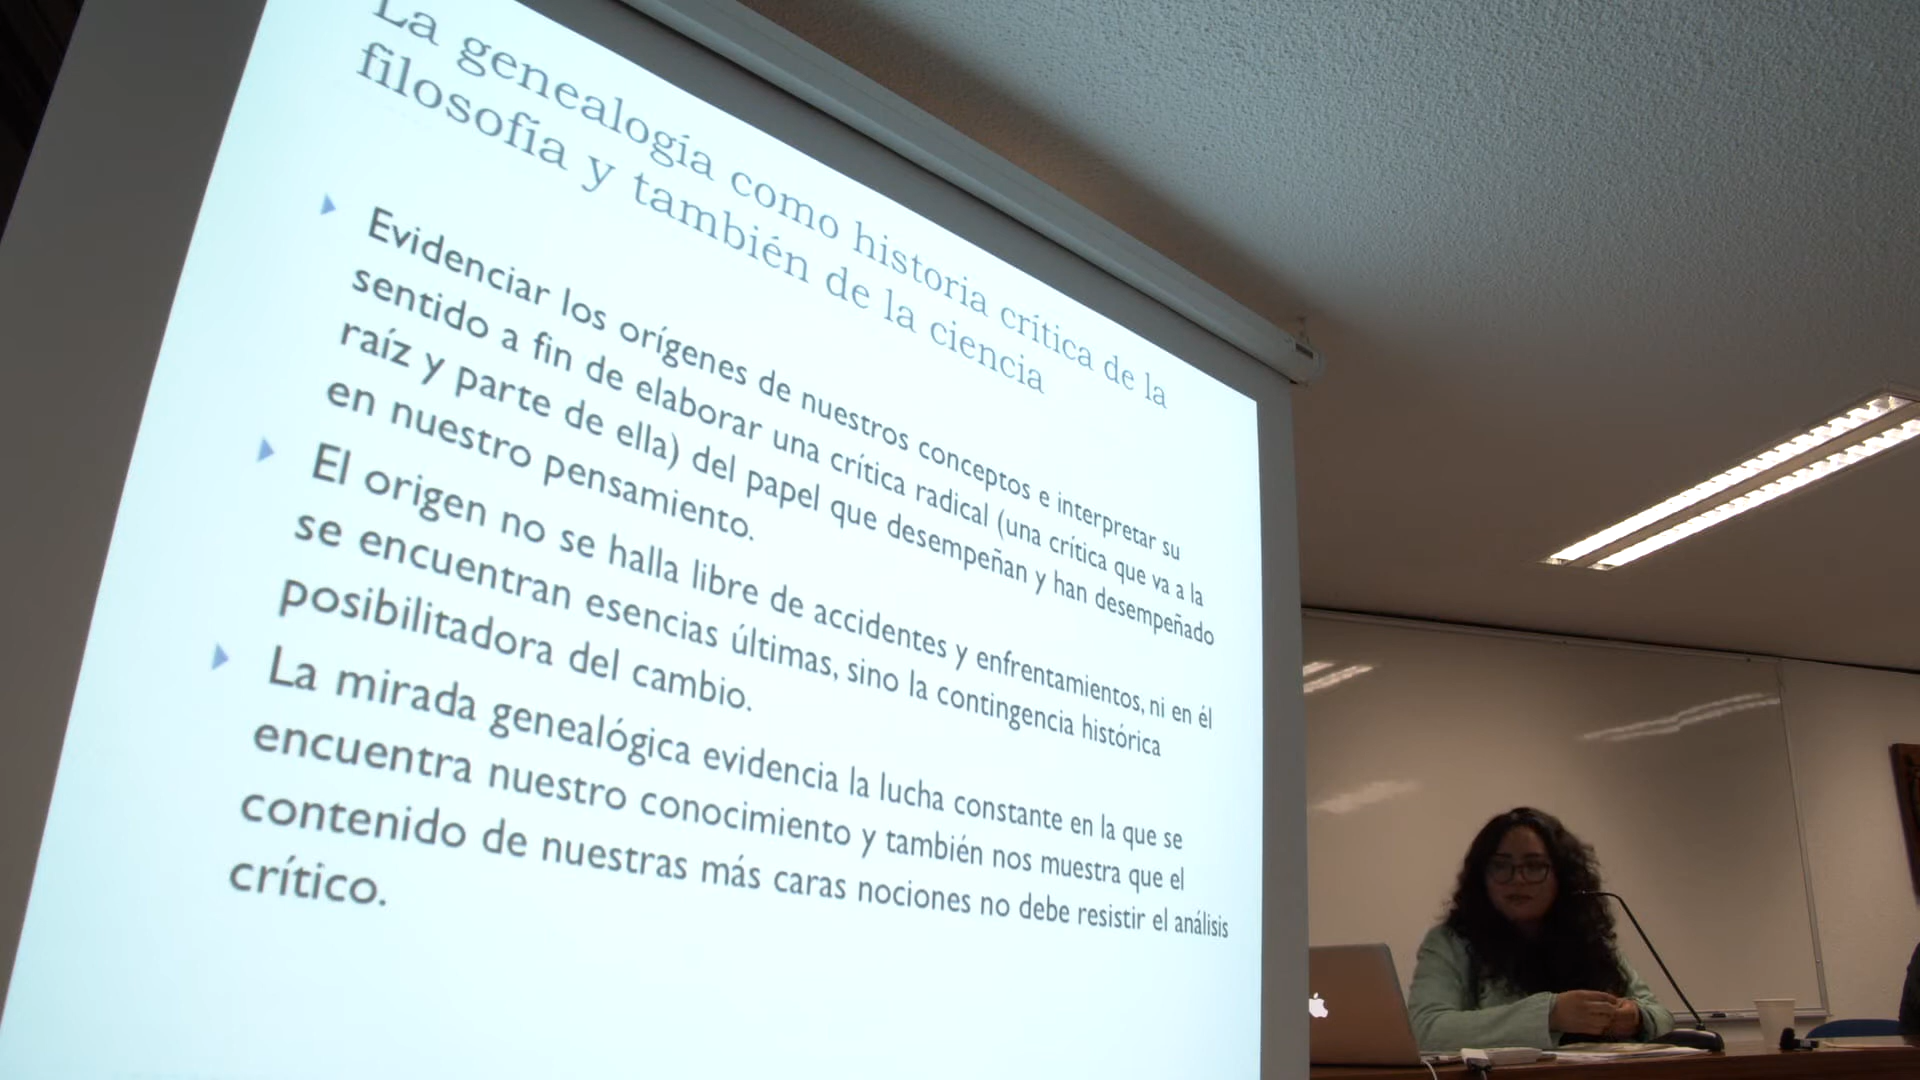 La genealogía como historia crítica de la
filosofía y también de la ciencia
Evidenciar los orígenes de nuestros conceptos e interpretar su
sentido a fin de elaborar una crítica radical (una crítica que va a la
raíz y parte de ella) del papel que desempeñan y han desempeñado
en nuestro pensamiento.
El origen no se halla libre de accidentes y enfrentamientos, ni en él
se encuentran esencias últimas, sino la contingencia histórica
posibilitadora del cambio.
La mirada genealógica evidencia la lucha constante en la que se
encuentra nuestro conocimiento y también nos muestra que el
contenido de nuestras más caras nociones no debe resistir el análisis
crítico.